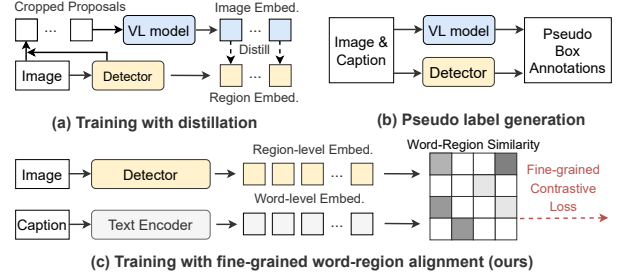 Cropped Proposals
...
VL model
Image Embed.
...
Distill
Image
Detector
...
Region Embed.
(a) Training with distillation
Image &
Caption
VL model
Detector
Pseudo
Box
Annotations
(b) Pseudo label generation
Region-level Embed.
Image
Detector
...
Word-level Embed.
Caption
Text Encoder
...
Word-Region Similarity
Fine-grained
Contrastive
Loss
(c) Training with fine-grained word-region alignment (ours)